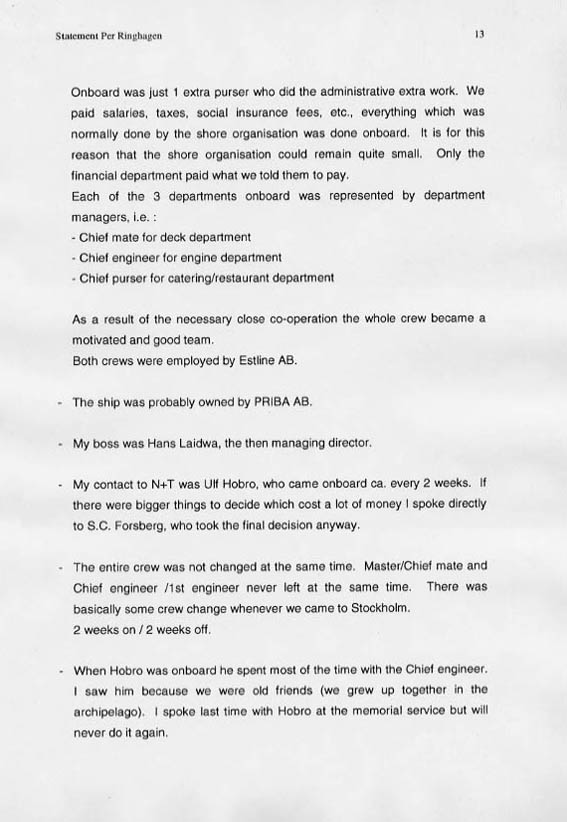 Statement Per Ringhagen 13
Onboard was just 1 extra purser who did the administrative extra work. We
paid salaries, taxes, social insurance fees, etc., everything which was
normally done by the shore organisation was done onboard. It is for this
reason that the shore organisation could remain quite small. Only the
financial department paid what we told them to pay.
Each of the 3 departments onboard was represented by department
managers, i.e. :
- Chief mate for deck department
- Chief engineer for engine department
- Chief purser for catering/restaurant department
As a result of the necessary close co-operation the whole crew became a
motivated and good team.
Both crews were employed by Estline AB.
- The ship was probably owned by PRIBA AB.
- My boss was Hans Laidwa, the then managing director.
- My contact to N+T was Ulf Hobro, who came onboard ca. every 2 weeks. If
there were bigger things to decide which cost a lot of money I spoke directly
to S.C. Forsberg, who took the final decision anyway.
- The entire crew was not changed at the same time. Master/Chief mate and
Chief engineer /1st engineer never left at the same time. There was
basically some crew change whenever we came to Stockholm.
2 weeks on / 2 weeks off.
- When Hobro was onboard he spent most of the time with the Chief engineer.
I saw him because we were old friends (we grew up together in the
archipelago). I spoke last time with Hobro at the memorial service but will
never do it again.